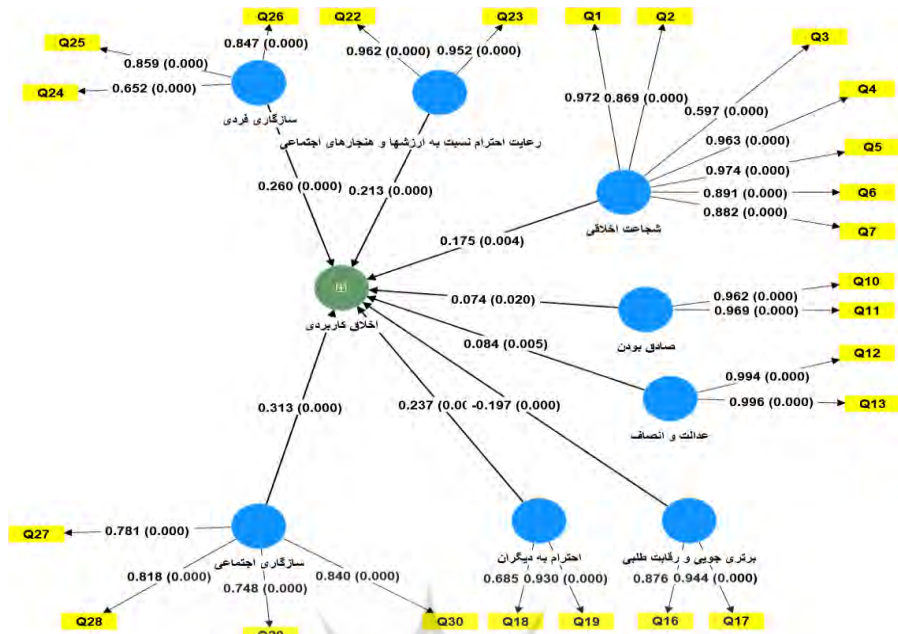 Q26
Q22
Q23
Q1
Q2
Q3
Q25
0.847 (0.000)
0.962 (0.000)
0.952 (0.000)
0.859 (0.000)
Q24
0.652 (0.000)
0.972
0.869 (0.000)
0.597 (0.000)
Q4
0.963 (0.000)
Q5
0.974 (0.000)
Q6
0.891 (0.000)
0.882 (0.000)
Q7
سازگاری فردی
رعایت احترام نسبت به ارزشها و هنجارهای اجتماعی
شجاعت اخلاقی
0.260 (0.000)
0.213 (0.000)
0.175 (0.004)
اخلاق کاربردی
0.074 (0.020)
Q10
0.962 (0.000)
0.969 (0.000)
Q11
صادق بودن
0.084 (0.005)
Q12
0.994 (0.000)
0.996 (0.000)
Q13
عدالت و انصاف
0.313 (0.000)
0.237 (0.00
-0.197 (0.000)
Q27
0.781 (0.000)
سازگاری اجتماعی
احترام به دیگران
برتری جویی و رقابت طلبی
0.818 (0.000)
0.748 (0.000)
0.840 (0.000)
0.685
0.930 (0.000)
0.876
0.944 (0.000)
Q28
Q30
Q18
Q19
Q16
Q17